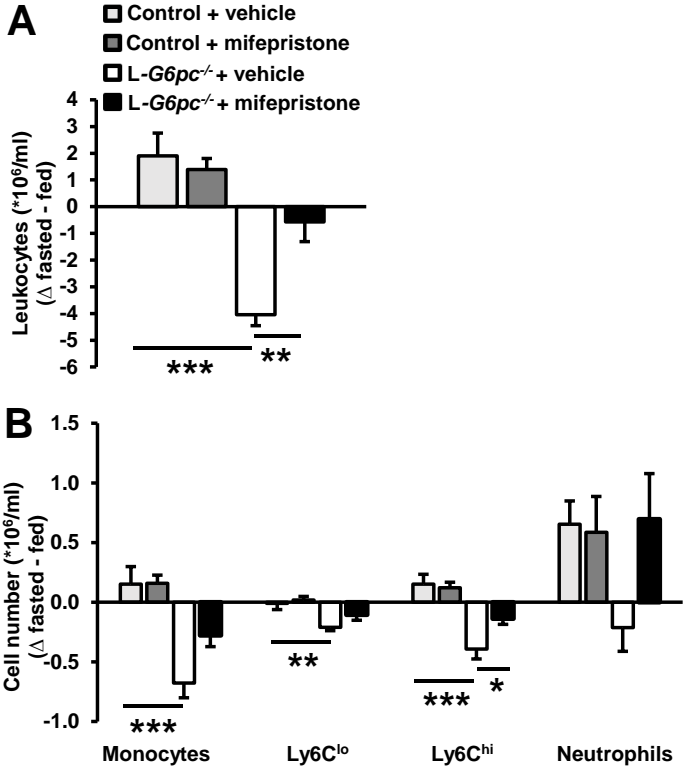 A
Control + vehicle
Control + mifepristone
L-G6pc-/- + vehicle
L-G6pc-/- + mifepristone
Leukocytes (*10⁶/ml)
(Δ fasted - fed)
4
3
2
1
0
-1
-2
-3
-4
-5
-6
***
**
B
Cell number (*10⁶/ml)
(Δ fasted - fed)
1.5
1.0
0.5
0.0
-0.5
-1.0
***
**
***
*
Monocytes Ly6Cˡᵒ Ly6Cʰⁱ Neutrophils